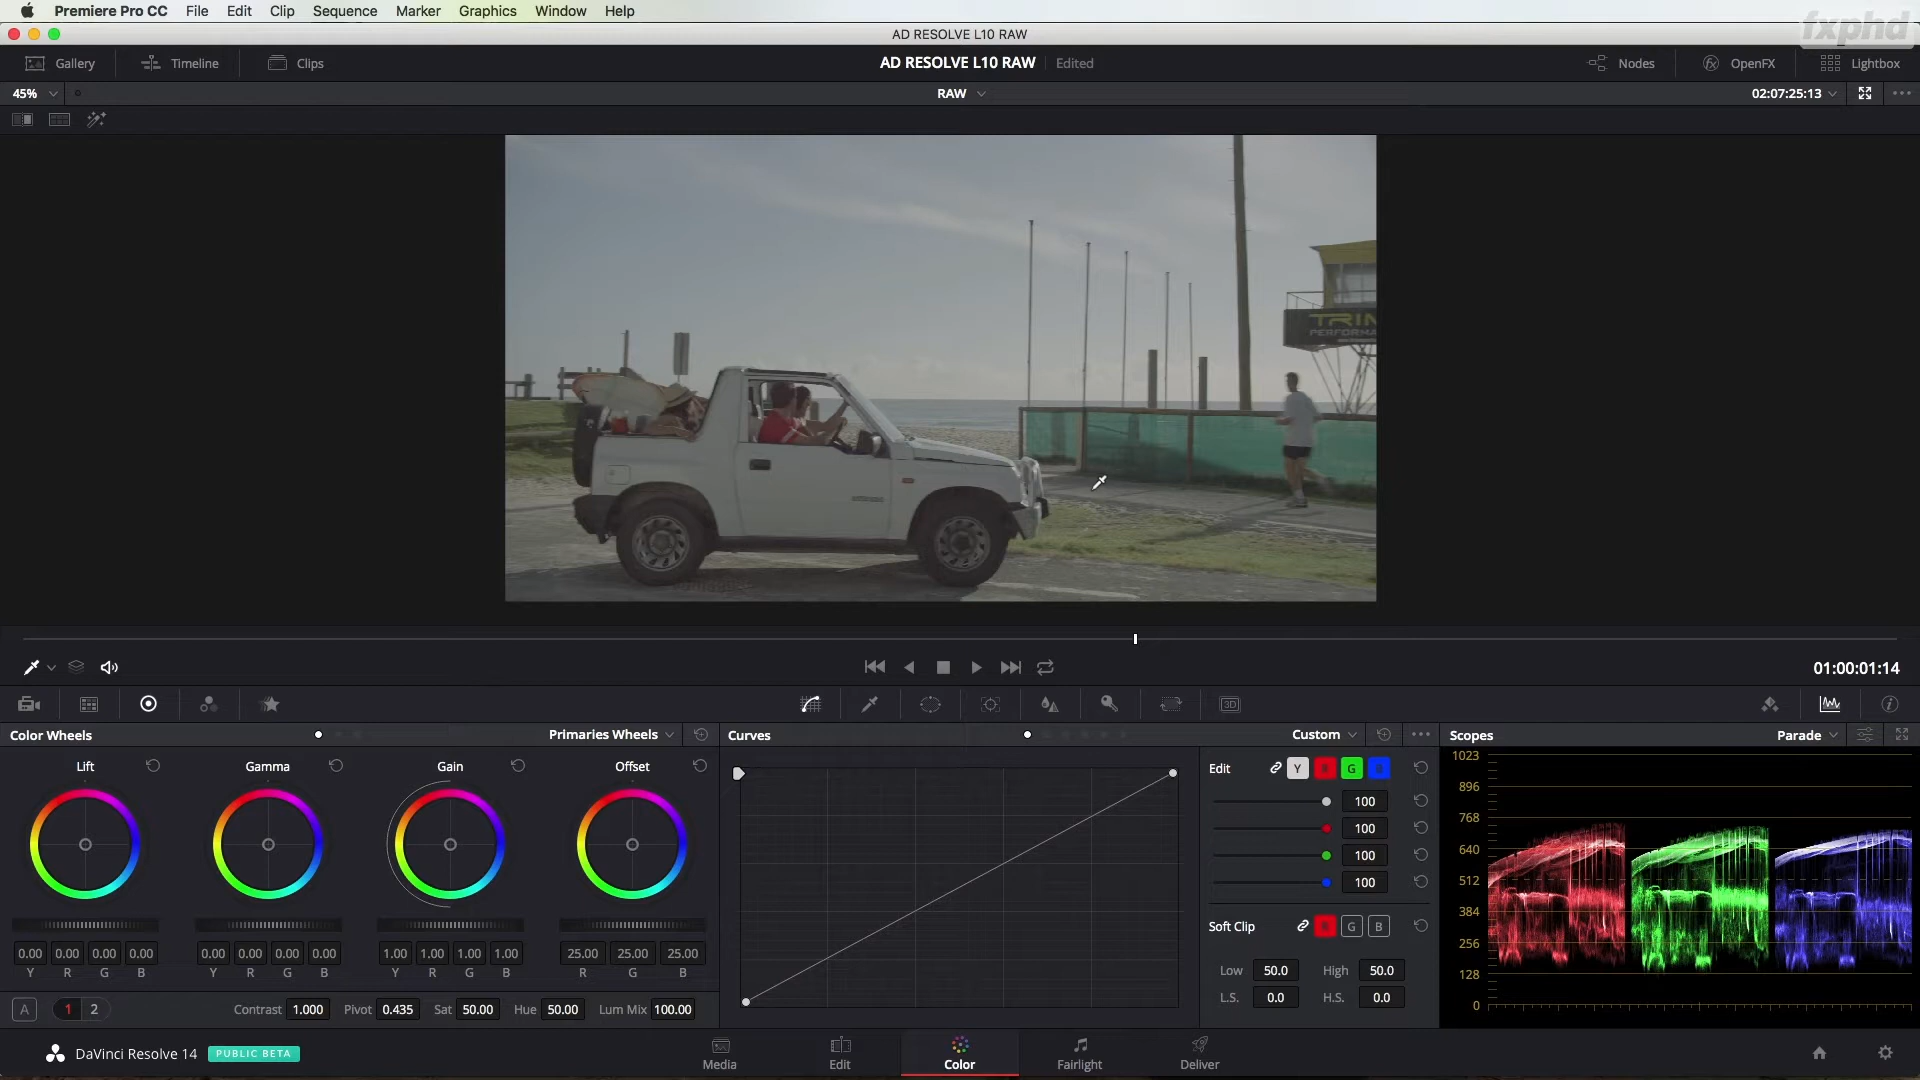 Premiere Pro CC File Edit Clip Sequence Marker Graphics Window Help
fxphd
AD RESOLVE L10 RAW
Gallery Timeline Clips AD RESOLVE L10 RAW Edited Nodes OpenFX Lightbox
45% RAW 02:07:25:13
TRIN
PERFORMA
01:00:01:14
3D
Color Wheels Primaries Wheels Curves Custom Scopes Parade
Lift Gamma Gain Offset
Edit Y G
100
100
100
100
Soft Clip G B
Low 50.0 High 50.0
L.S. 0.0 H.S. 0.0
1023
896
768
640
512
384
256
128
0
0.00 0.00 0.00 0.00 0.00 0.00 0.00 0.00 1.00 1.00 1.00 1.00 25.00 25.00 25.00
Y R G B Y R G B Y R G B R G B
A 1 2 Contrast 1.000 Pivot 0.435 Sat 50.00 Hue 50.00 Lum Mix 100.00
DaVinci Resolve 14 PUBLIC BETA Media Edit Color Fairlight Deliver